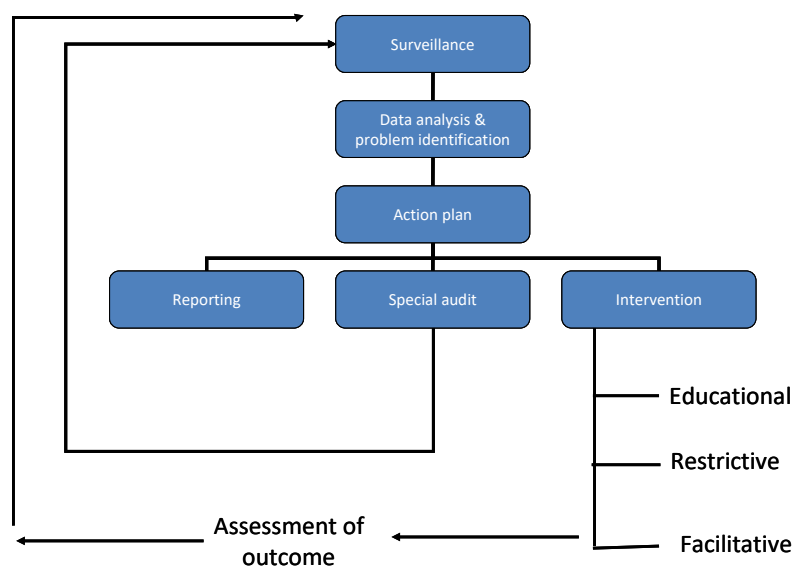 Surveillance
Data analysis &
problem identification
Action plan
Reporting
Special audit
Intervention
Educational
Restrictive
Facilitative
Assessment of
outcome